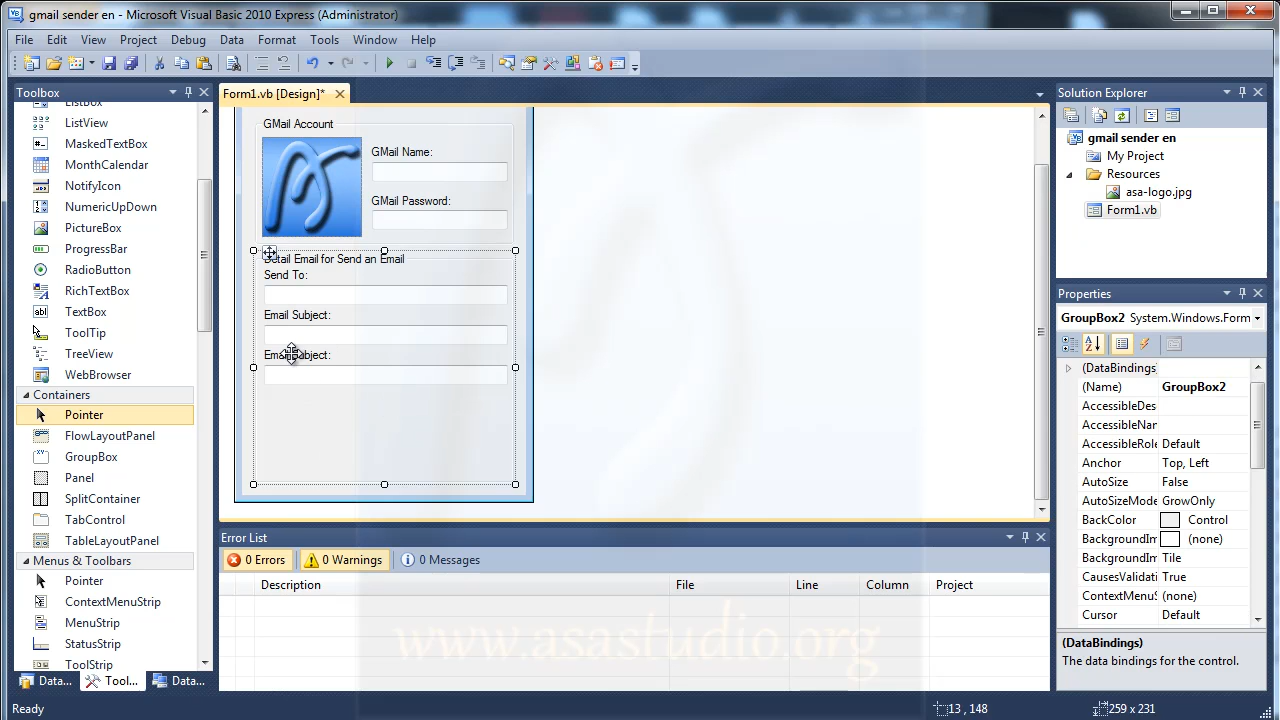 gmail sender en - Microsoft Visual Basic 2010 Express (Administrator)
File Edit View Project Debug Data Format Tools Window Help
Toolbox
ListBox
ListView
MaskedTextBox
MonthCalendar
NotifyIcon
NumericUpDown
PictureBox
ProgressBar
RadioButton
RichTextBox
TextBox
ToolTip
TreeView
WebBrowser
Containers
Pointer
FlowLayoutPanel
GroupBox
Panel
SplitContainer
TabControl
TableLayoutPanel
Menus & Toolbars
Pointer
ContextMenuStrip
MenuStrip
StatusStrip
ToolStrip
Data... Tool... Data...
Form1.vb [Design]*
GMail Account
GMail Name:
GMail Password:
Detail Email for Send an Email
Send To:
Email Subject:
Email Subject:
Error List
0 Errors 0 Warnings 0 Messages
Description File Line Column Project
www.asastudio.org
Solution Explorer
gmail sender en
My Project
Resources
asa-logo.jpg
Form1.vb
Properties
GroupBox2 System.Windows.Form
(DataBindings)
(Name) GroupBox2
AccessibleDes
AccessibleNar
AccessibleRole Default
Anchor Top, Left
AutoSize False
AutoSizeMode GrowOnly
BackColor Control
BackgroundIm (none)
BackgroundIm Tile
CausesValidati True
ContextMenuS (none)
Cursor Default
(DataBindings)
The data bindings for the control.
Ready 13 , 148 259 x 231